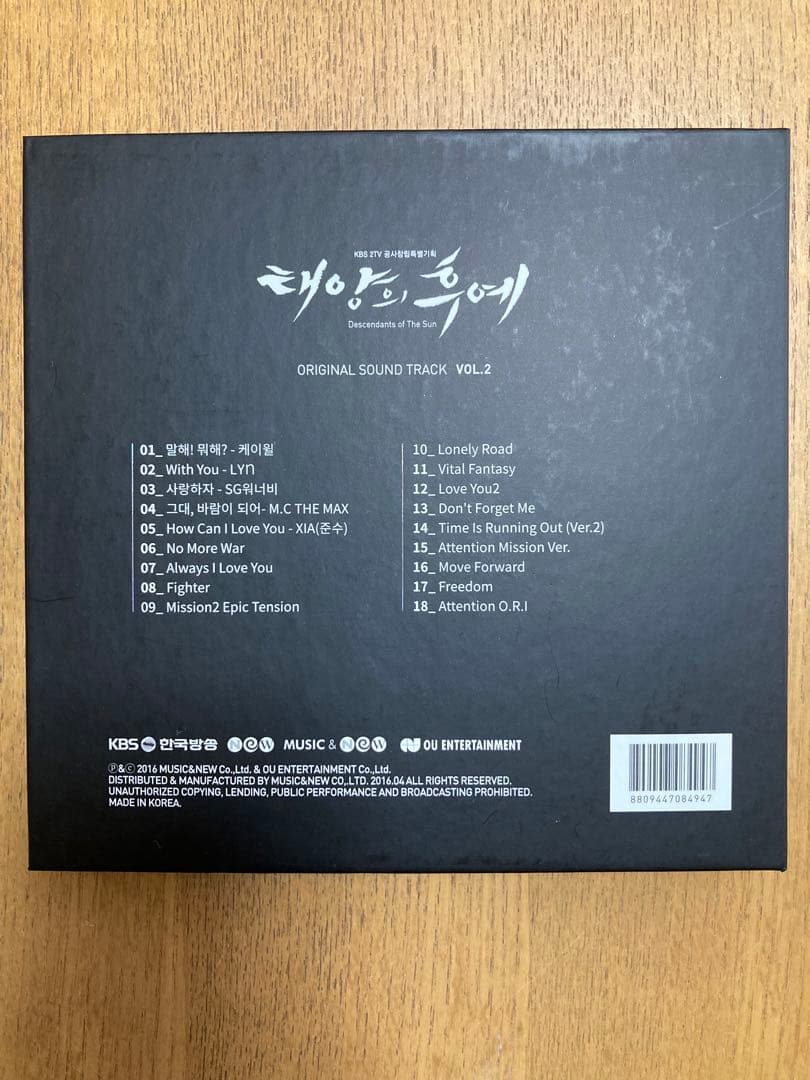 KBS 2TV 공사창립특별기획
태양의 후예
Descendants of The Sun
ORIGINAL SOUND TRACK VOL.2
01_ 말해! 뭐해? - 케이윌
02_ With You - LYn
03_ 사랑하자 - SG워너비
04_ 그대, 바람이 되어- M.C THE MAX
05_ How Can I Love You - XIA(준수)
06_ No More War
07_ Always I Love You
08_ Fighter
09_ Mission2 Epic Tension
10_ Lonely Road
11_ Vital Fantasy
12_ Love You2
13_ Don't Forget Me
14_ Time Is Running Out (Ver.2)
15_ Attention Mission Ver.
16_ Move Forward
17_ Freedom
18_ Attention O.R.I
KBS 한국방송 NEW MUSIC & NEW OU ENTERTAINMENT
Ⓟ&ⓒ 2016 MUSIC&NEW Co.,Ltd. & OU ENTERTAINMENT Co.,Ltd.
DISTRIBUTED & MANUFACTURED BY MUSIC&NEW CO,.LTD. 2016.04 ALL RIGHTS RESERVED.
UNAUTHORIZED COPYING, LENDING, PUBLIC PERFORMANCE AND BROADCASTING PROHIBITED.
MADE IN KOREA.
8809447084947